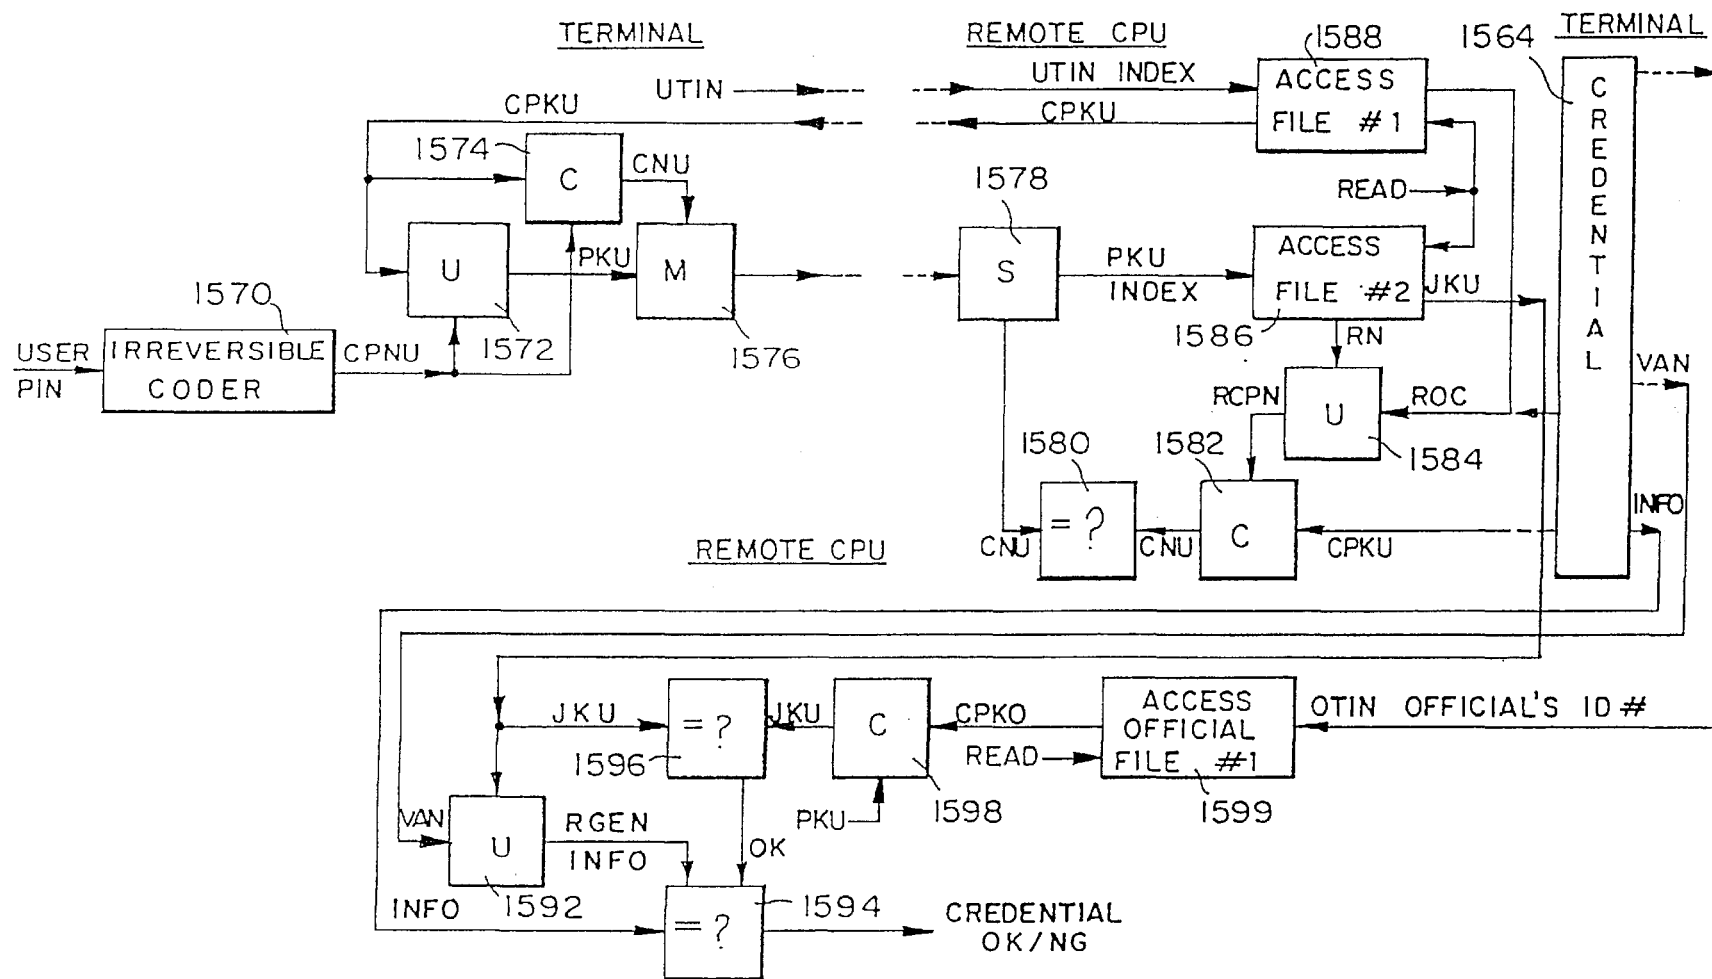 TERMINAL
REMOTE CPU
1588
1564
TERMINAL
UTIN
UTIN INDEX
ACCESS
FILE #1
CPKU
CPKU
1574
C
CNU
1578
READ
CREDENTIAL
U
PKU
M
S
PKU
INDEX
ACCESS
FILE #2
JKU
1570
1572
1576
1586
RN
USER
PIN
IRREVERSIBLE
CODER
CPNU
VAN
RCPN
U
ROC
1580
1582
1584
= ?
C
INFO
CNU
CNU
CPKU
REMOTE CPU
JKU
= ?
JKU
C
CPKO
ACCESS
OFFICIAL
FILE #1
OTIN OFFICIAL'S ID #
READ
1596
1598
1599
VAN
PKU
U
RGEN
INFO
OK
INFO
1592
= ?
1594
CREDENTIAL
OK/NG